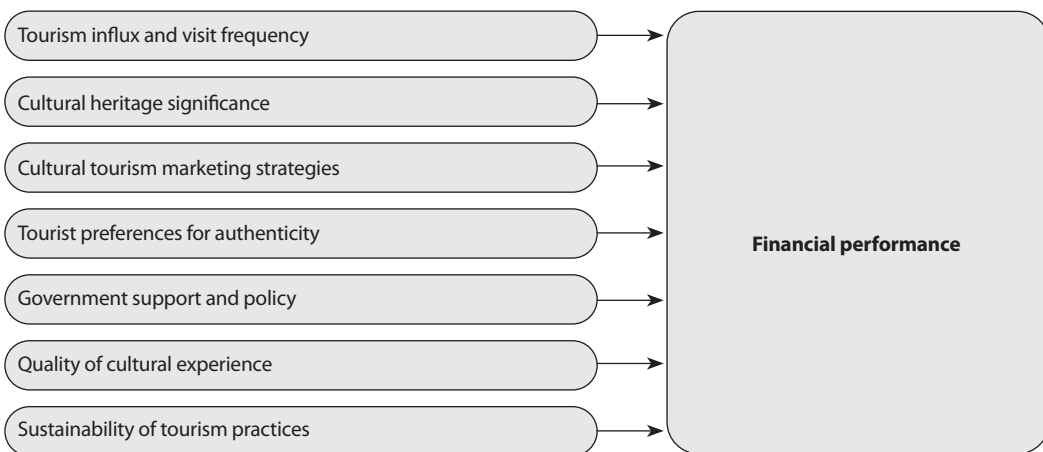 Tourism influx and visit frequency
Cultural heritage significance
Cultural tourism marketing strategies
Tourist preferences for authenticity
Government support and policy
Quality of cultural experience
Sustainability of tourism practices
Financial performance